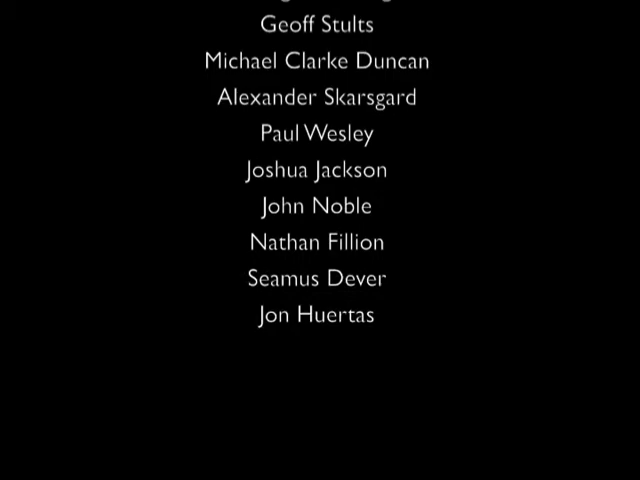 Geoff Stults
Michael Clarke Duncan
Alexander Skarsgard
Paul Wesley
Joshua Jackson
John Noble
Nathan Fillion
Seamus Dever
Jon Huertas